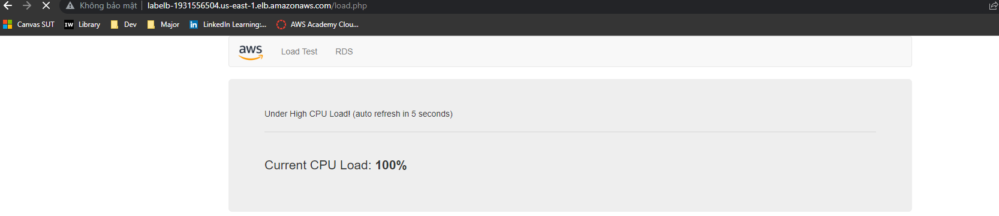 Không bảo mật | labelb-1931556504.us-east-1.elb.amazonaws.com/load.php
Canvas SUT IW Library Dev Major in LinkedIn Learning:... AWS Academy Clou...
aws Load Test RDS
Under High CPU Load! (auto refresh in 5 seconds)
Current CPU Load: 100%